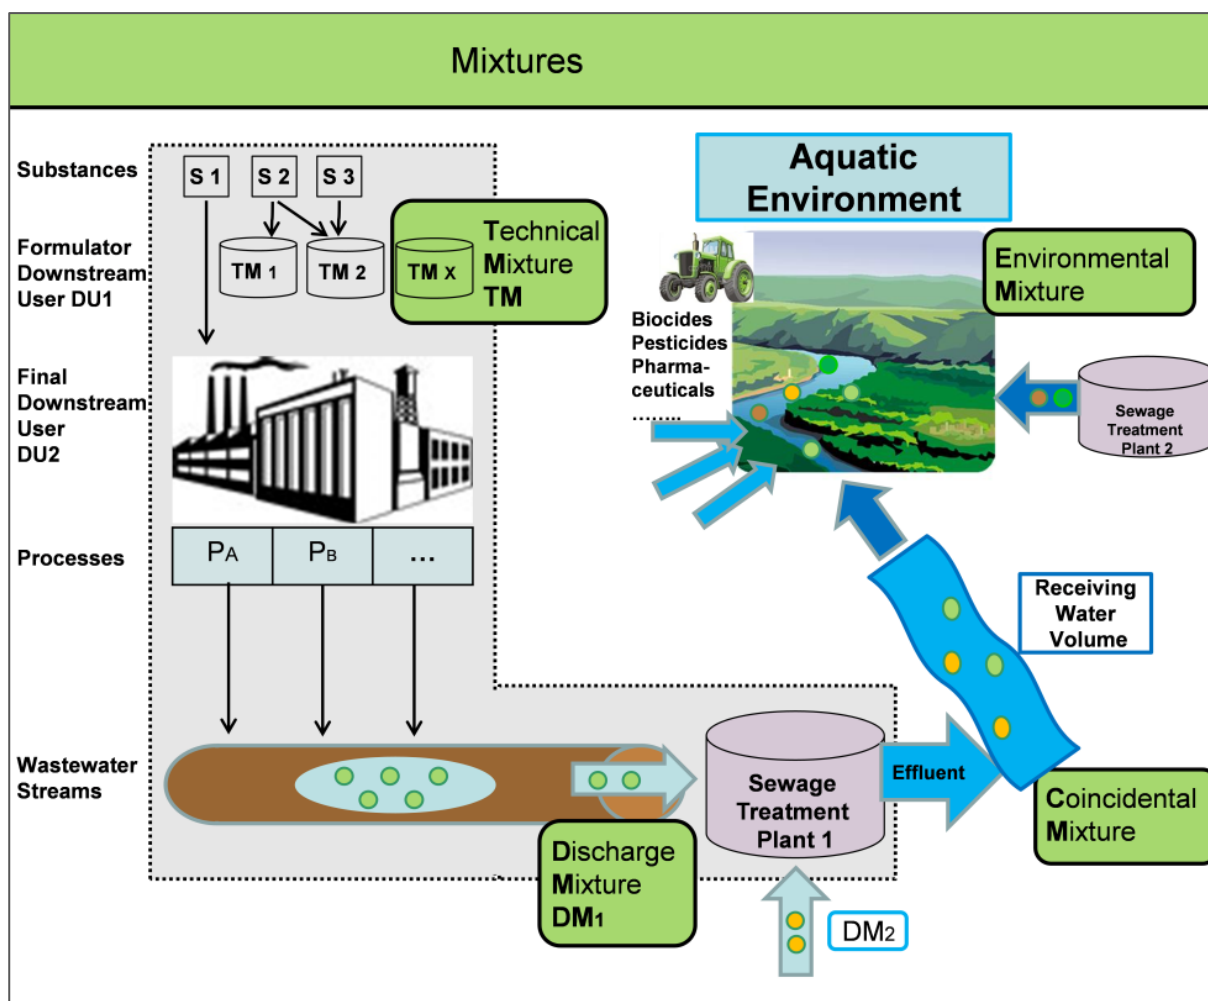 Mixtures
Substances
S 1
S 2
S 3
Formulator
Downstream
User DU1
TM 1
TM 2
TM X
Technical
Mixture
TM
Final
Downstream
User
DU2
Processes
PA
PB
...
Wastewater
Streams
Discharge
Mixture
DM1
Sewage
Treatment
Plant 1
DM2
Effluent
Coincidental
Mixture
Receiving
Water
Volume
Aquatic
Environment
Environmental
Mixture
Biocides
Pesticides
Pharma-
ceuticals
........
Sewage
Treatment
Plant 2